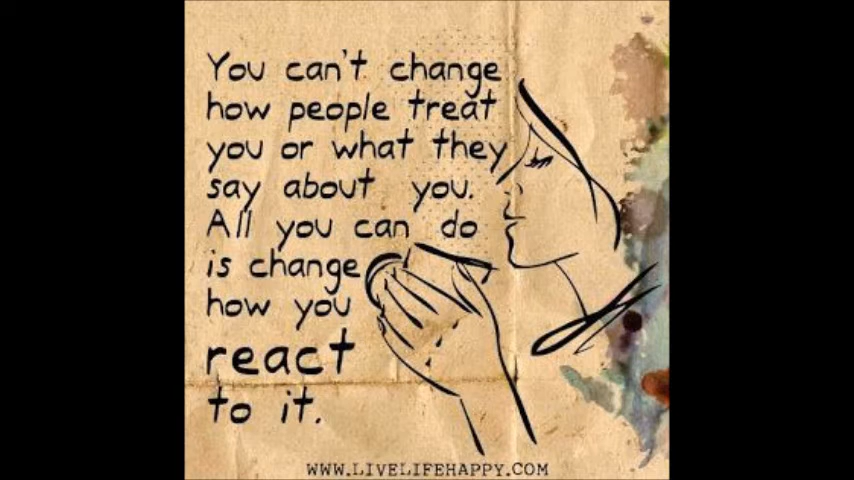 You can't change
how people treat
you or what they
say about you.
All you can do
is change
how you
react
to it.
WWW.LIVELIFEHAPPY.COM